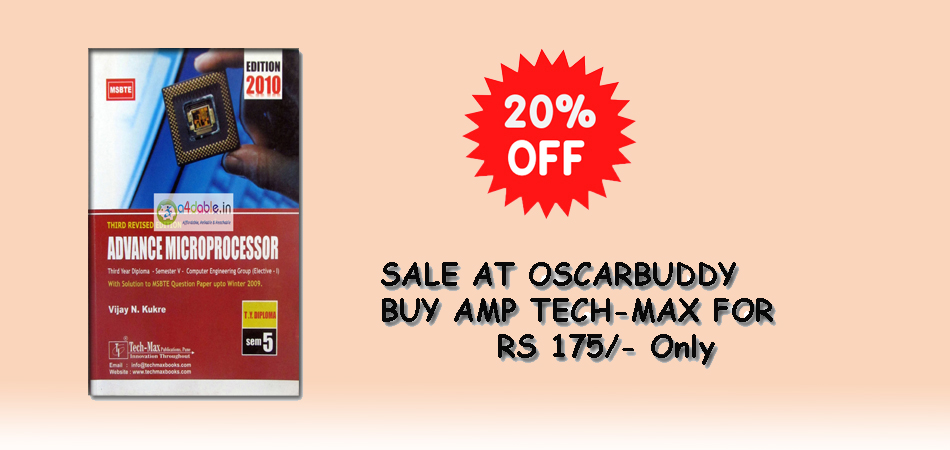 MSBTE
EDITION
2010
a4dable.in
THIRD REVISED EDITION
ADVANCE MICROPROCESSOR
Third Year Diploma - Semester V - Computer Engineering Group (Elective - I)
With Solution to MSBTE Question Paper upto Winter 2009.
Vijay N. Kukre
T.Y. DIPLOMA
sem 5
Tech-Max Publications, Pune
Innovation Throughout
Email : info@techmaxbooks.com
Website : www.techmaxbooks.com
20%
OFF
SALE AT OSCARBUDDY
BUY AMP TECH-MAX FOR
RS 175/- Only